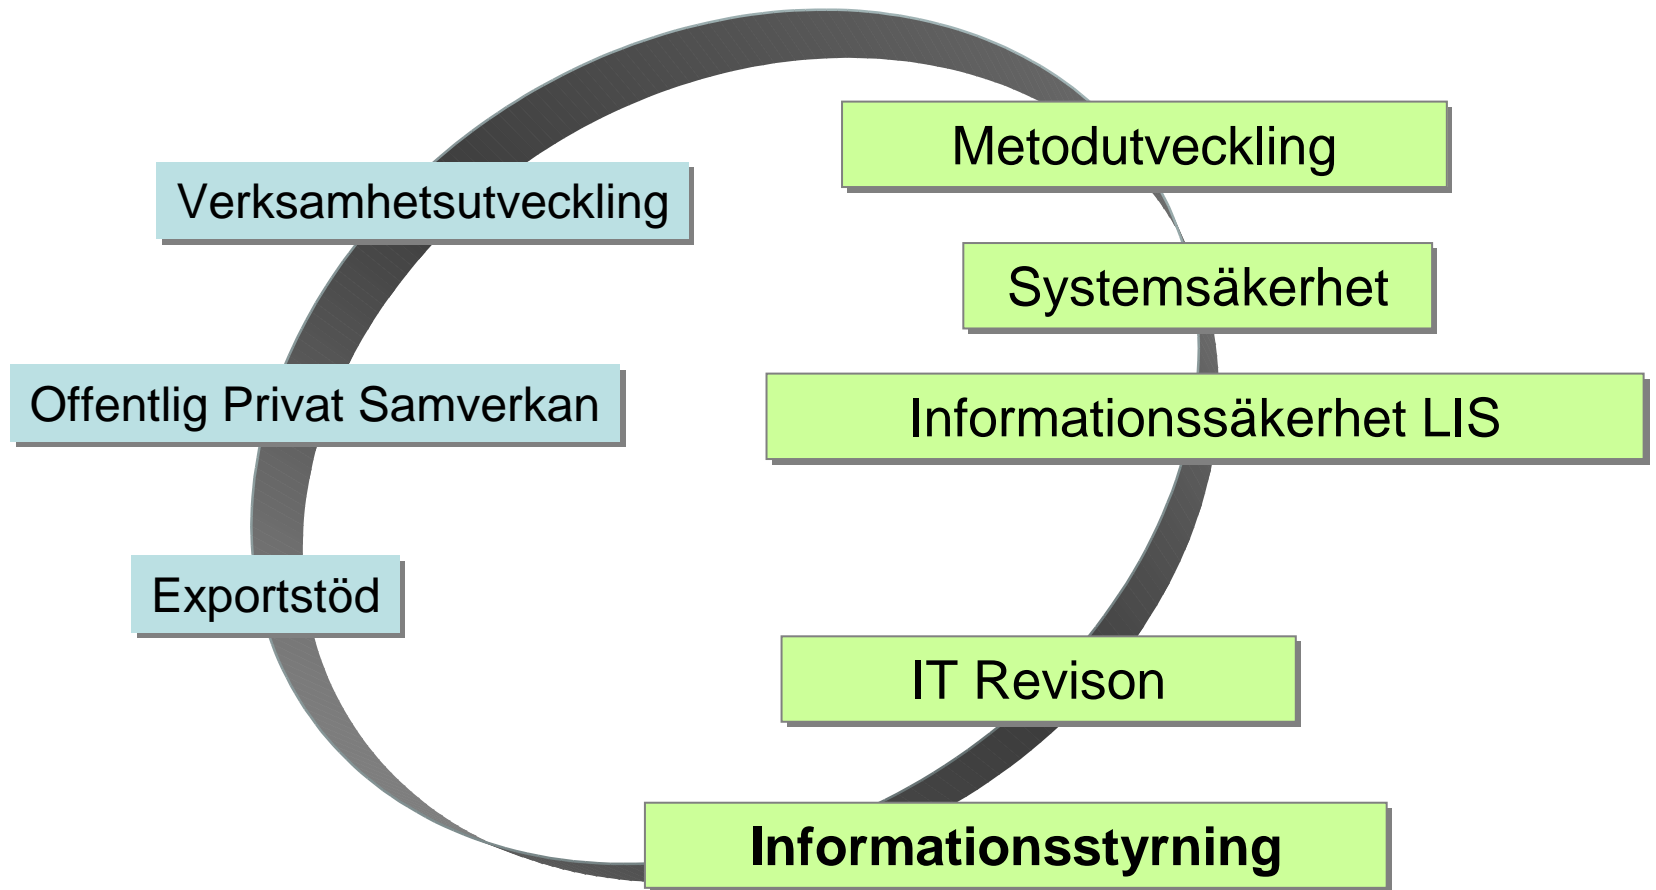 Metodutveckling
Verksamhetsutveckling
Systemsäkerhet
Offentlig Privat Samverkan
Informationssäkerhet LIS
Exportstöd
IT Revison
Informationsstyrning